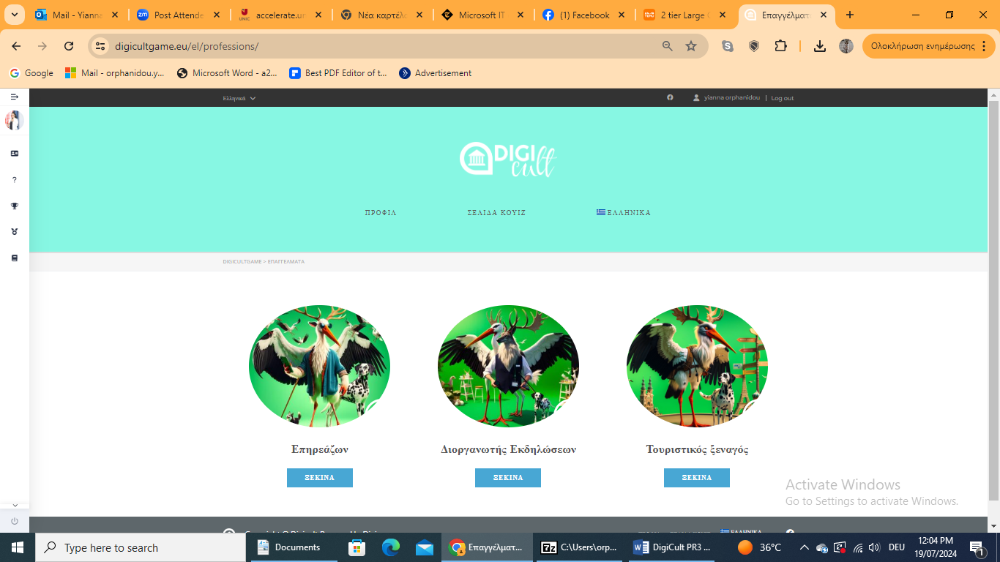 Mail - Yianna
Post Attende
accelerate.un
Νέα καρτέλα
Microsoft IT
(1) Facebook
2 tier Large
Επαγγέλματ
digicultgame.eu/el/professions/
Ολοκλήρωση ενημέρωσης
Google
Mail - orphanidou.y...
Microsoft Word - a2...
Best PDF Editor of t...
Advertisement
Ελληνικά
yianna orphanidou | Log out
DIGI
cult
ΠΡΟΦΙΛ
ΣΕΛΙΔΑ ΚΟΥΙΖ
ΕΛΛΗΝΙΚΑ
DIGICULTGAME > ΕΠΑΓΓΕΛΜΑΤΑ
Επηρεάζων
Διοργανωτής Εκδηλώσεων
Τουριστικός ξεναγός
ΞΕΚΙΝΑ
ΞΕΚΙΝΑ
ΞΕΚΙΝΑ
Activate Windows
Go to Settings to activate Windows.
ΕΛΛΗΝΙΚΑ
Type here to search
Documents
Επαγγέλματ...
C:\Users\orp...
DigiCult PR3 ...
36°C
DEU
12:04 PM
19/07/2024